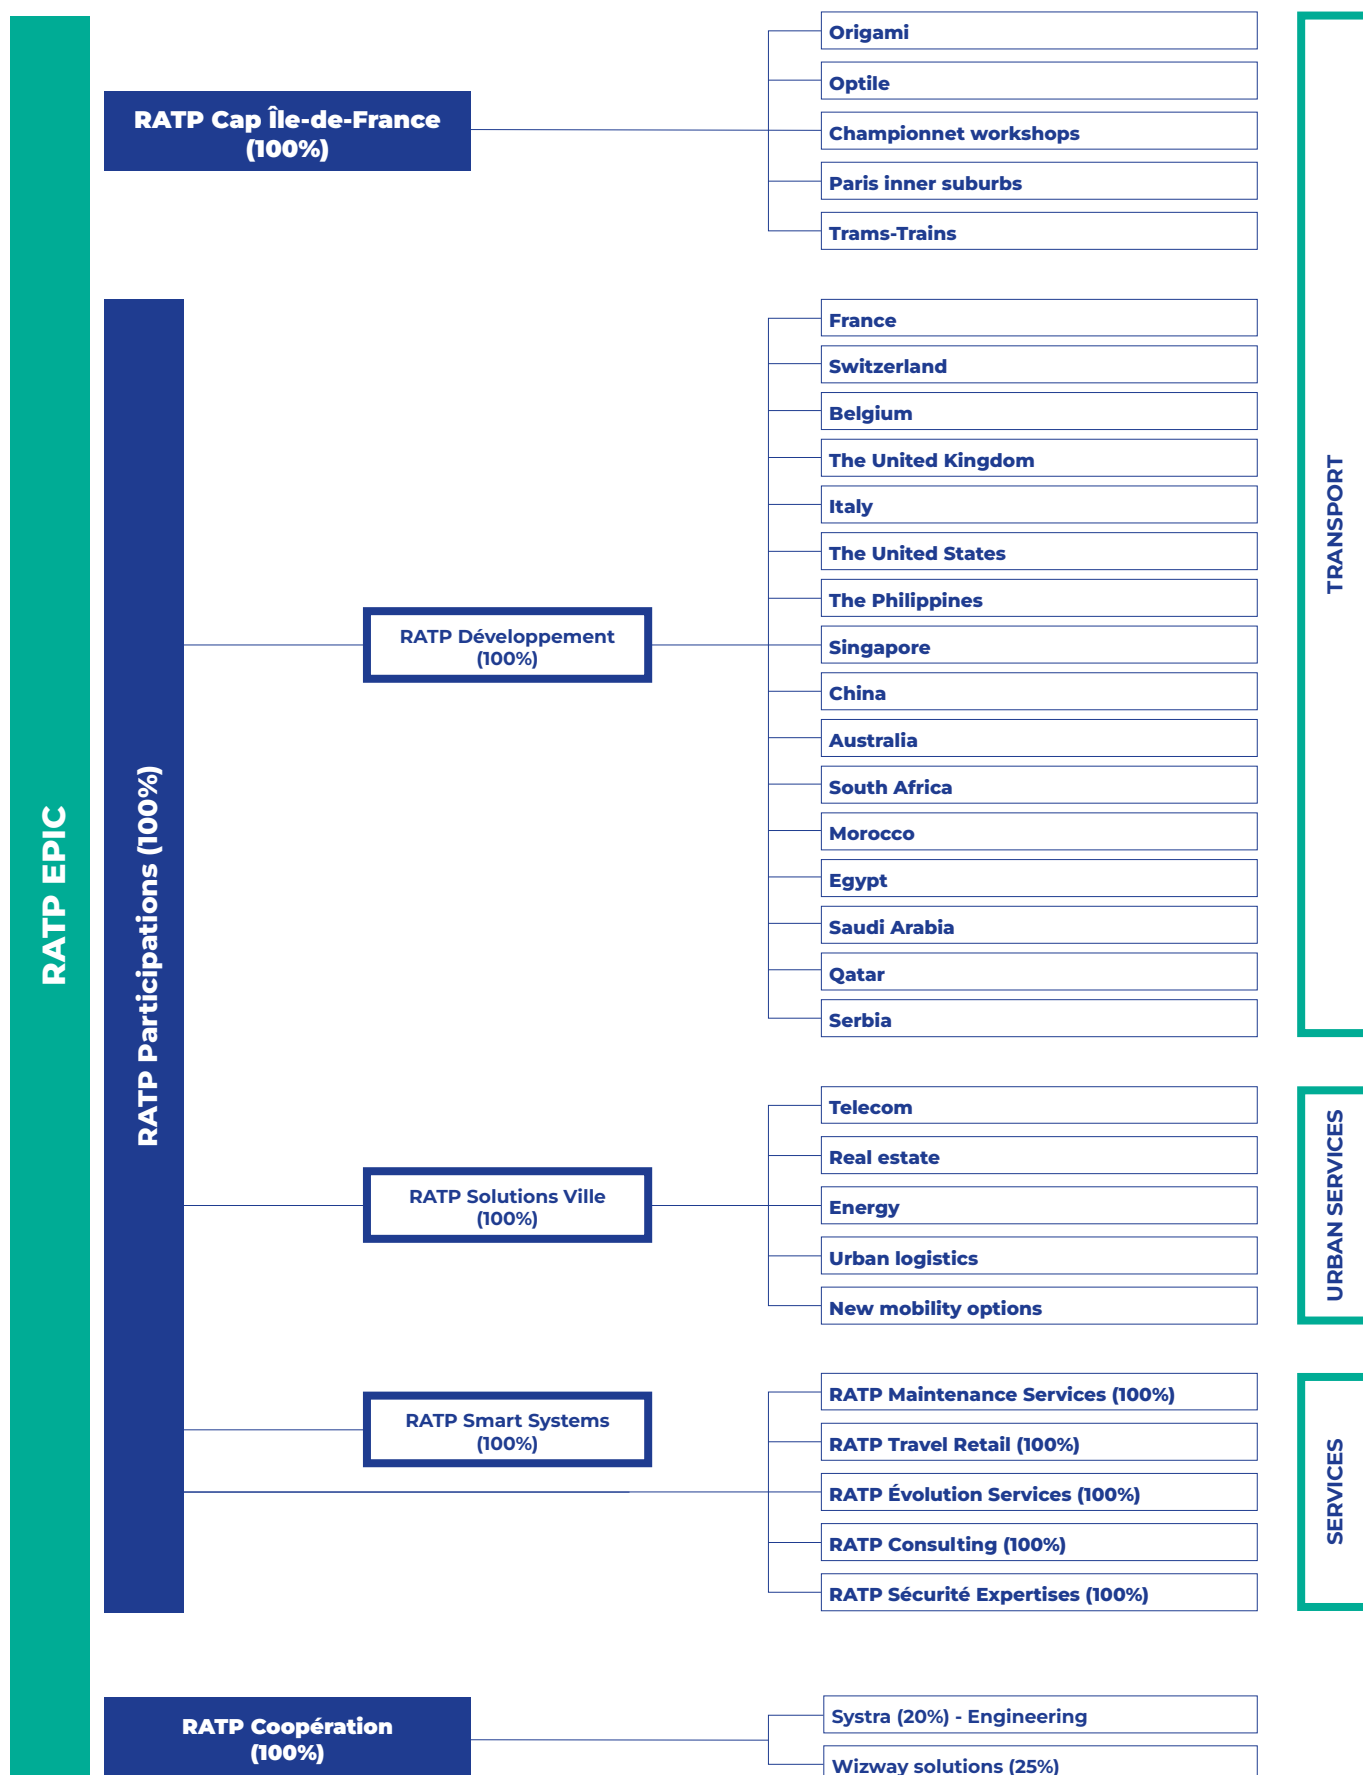 RATP EPIC
RATP Cap Île-de-France
(100%)
Origami
Optile
Championnet workshops
Paris inner suburbs
Trams-Trains
RATP Participations (100%)
RATP Développement
(100%)
France
Switzerland
Belgium
The United Kingdom
Italy
The United States
The Philippines
Singapore
China
Australia
South Africa
Morocco
Egypt
Saudi Arabia
Qatar
Serbia
TRANSPORT
RATP Solutions Ville
(100%)
Telecom
Real estate
Energy
Urban logistics
New mobility options
URBAN SERVICES
RATP Smart Systems
(100%)
RATP Maintenance Services (100%)
RATP Travel Retail (100%)
RATP Évolution Services (100%)
RATP Consulting (100%)
RATP Sécurité Expertises (100%)
SERVICES
RATP Coopération
(100%)
Systra (20%) - Engineering
Wizway solutions (25%)